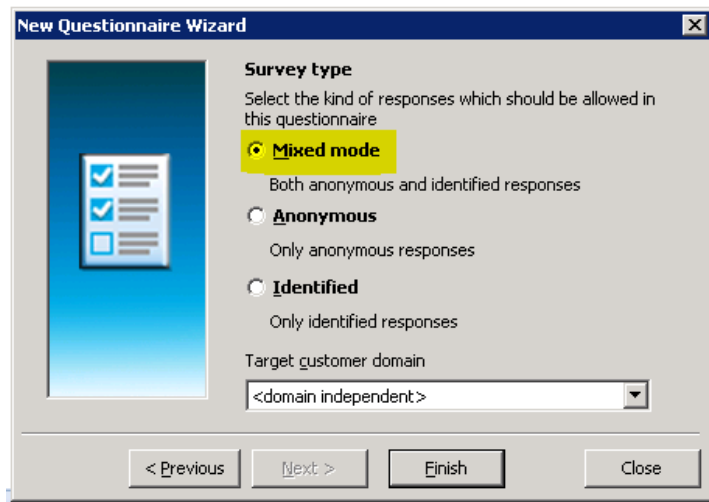 New Questionnaire Wizard
Survey type
Select the kind of responses which should be allowed in
this questionnaire
Mixed mode
Both anonymous and identified responses
Anonymous
Only anonymous responses
Identified
Only identified responses
Target customer domain
<domain independent>
< Previous Next > Finish Close